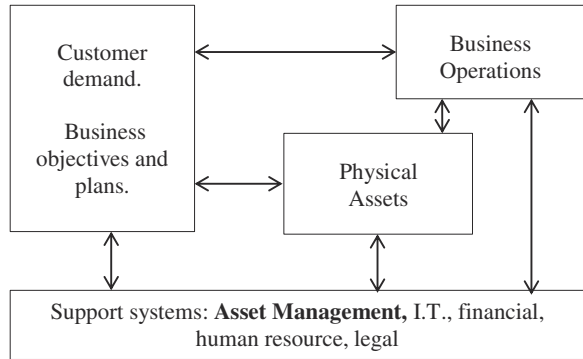 Customer
demand.
Business
objectives and
plans.
Business
Operations
Physical
Assets
Support systems: Asset Management, I.T., financial,
human resource, legal